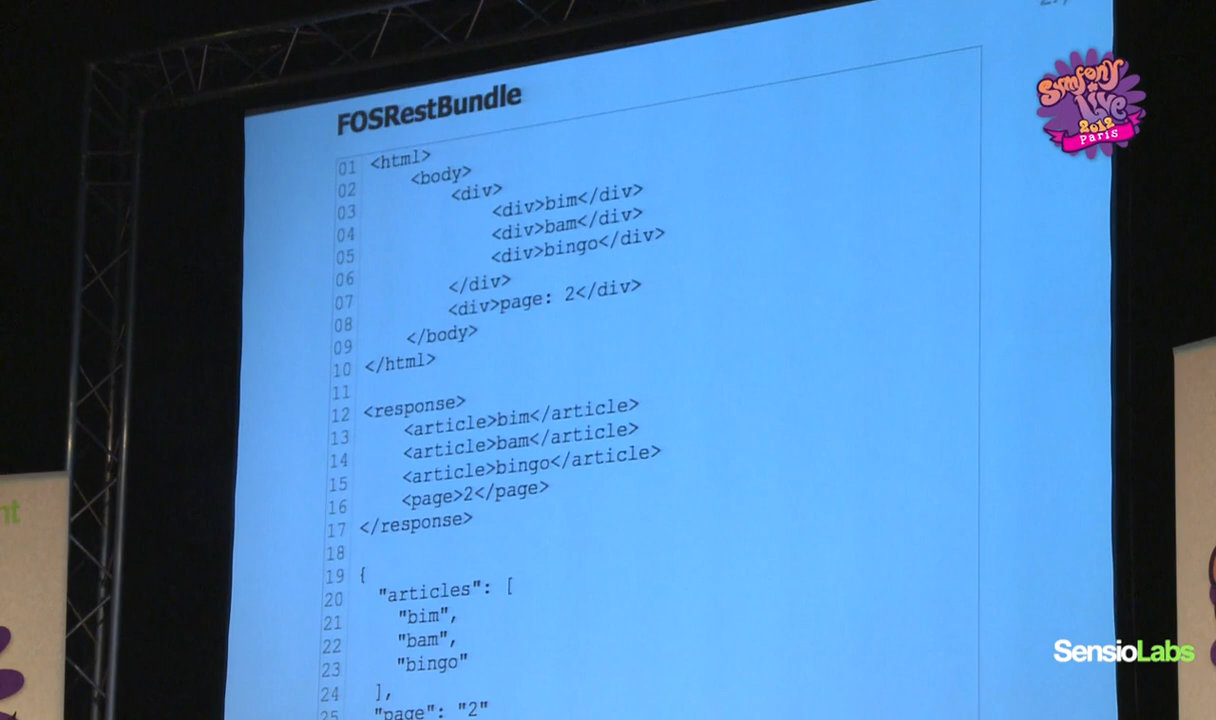 FOSRestBundle
01 <html>
02 <body>
03 <div>
04 <div>bim</div>
05 <div>bam</div>
06 <div>bingo</div>
07 </div>
08 <div>page: 2</div>
09 </body>
10 </html>
11
12 <response>
13 <article>bim</article>
14 <article>bam</article>
15 <article>bingo</article>
16 <page>2</page>
17 </response>
18
19 {
20 "articles": [
21 "bim",
22 "bam",
23 "bingo"
24 ],
25 "page": "2"
Symfony
Live
2012
Paris
SensioLabs
nt